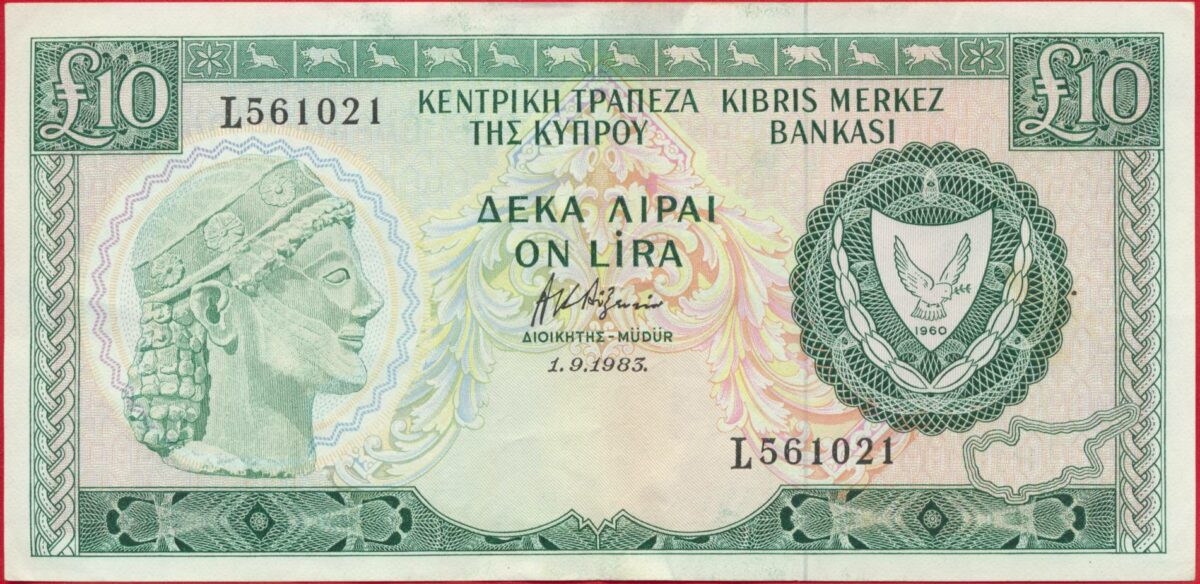 £10
£10
L561021
ΚΕΝΤΡΙΚΗ ΤΡΑΠΕΖΑ
ΤΗΣ ΚΥΠΡΟΥ
KIBRIS MERKEZ
BANKASI
ΔΕΚΑ ΛΙΡΑΙ
ON LİRA
ΔΙΟΙΚΗΤΗΣ - MÜDÜR
1.9.1983.
1960
L561021